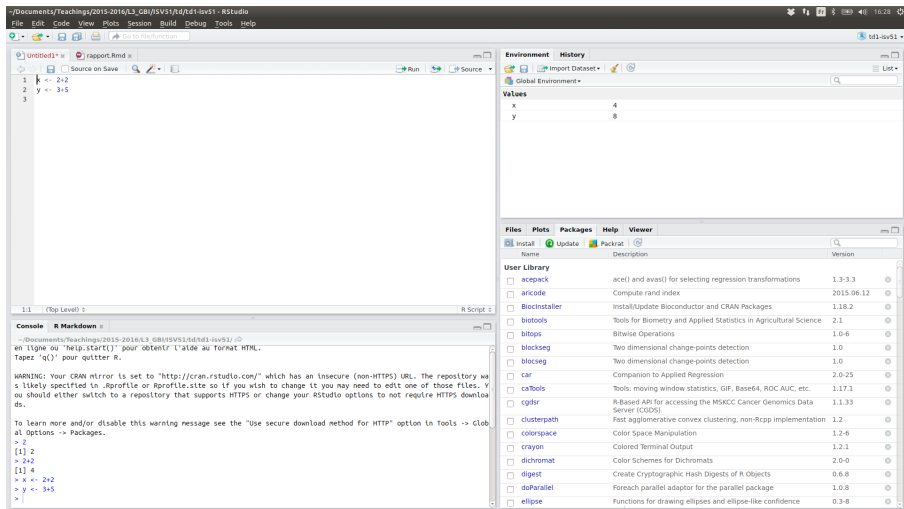 ~/Documents/Teachings/2015-2016/L3_GBI/ISV51/td/td1-isv51 - RStudio
Fr 16:28
File Edit Code View Plots Session Build Debug Tools Help
Go to file/function
td1-isv51
Untitled1* rapport.Rmd
Source on Save Run Source
1 x <- 2+2
2 y <- 3+5
3
1:1 (Top Level) R Script
Console R Markdown
~/Documents/Teachings/2015-2016/L3_GBI/ISV51/td/td1-isv51/
en ligne ou 'help.start()' pour obtenir l'aide au format HTML.
Tapez 'q()' pour quitter R.
WARNING: Your CRAN mirror is set to "http://cran.rstudio.com/" which has an insecure (non-HTTPS) URL. The repository wa
s likely specified in .Rprofile or Rprofile.site so if you wish to change it you may need to edit one of those files. Y
ou should either switch to a repository that supports HTTPS or change your RStudio options to not require HTTPS downloa
ds.
To learn more and/or disable this warning message see the "Use secure download method for HTTP" option in Tools -> Glob
al Options -> Packages.
> 2
[1] 2
> 2+2
[1] 4
> x <- 2+2
> y <- 3+5
>
Environment History
Import Dataset List
Global Environment
Values
x 4
y 8
Files Plots Packages Help Viewer
Install Update Packrat
Name Description Version
User Library
acepack ace() and avas() for selecting regression transformations 1.3-3.3
aricode Compute rand index 2015.06.12
BiocInstaller Install/Update Bioconductor and CRAN Packages 1.18.2
biotools Tools for Biometry and Applied Statistics in Agricultural Science 2.1
bitops Bitwise Operations 1.0-6
blockseg Two dimensional change-points detection 1.0
blocseg Two dimensional change-points detection 1.0
car Companion to Applied Regression 2.0-25
caTools Tools: moving window statistics, GIF, Base64, ROC AUC, etc. 1.17.1
cgdsr R-Based API for accessing the MSKCC Cancer Genomics Data 1.1.33
Server (CGDS).
clusterpath Fast agglomerative convex clustering, non-Rcpp implementation 1.2
colorspace Color Space Manipulation 1.2-6
crayon Colored Terminal Output 1.2.1
dichromat Color Schemes for Dichromats 2.0-0
digest Create Cryptographic Hash Digests of R Objects 0.6.8
doParallel Foreach parallel adaptor for the parallel package 1.0.8
ellipse Functions for drawing ellipses and ellipse-like confidence 0.3-8